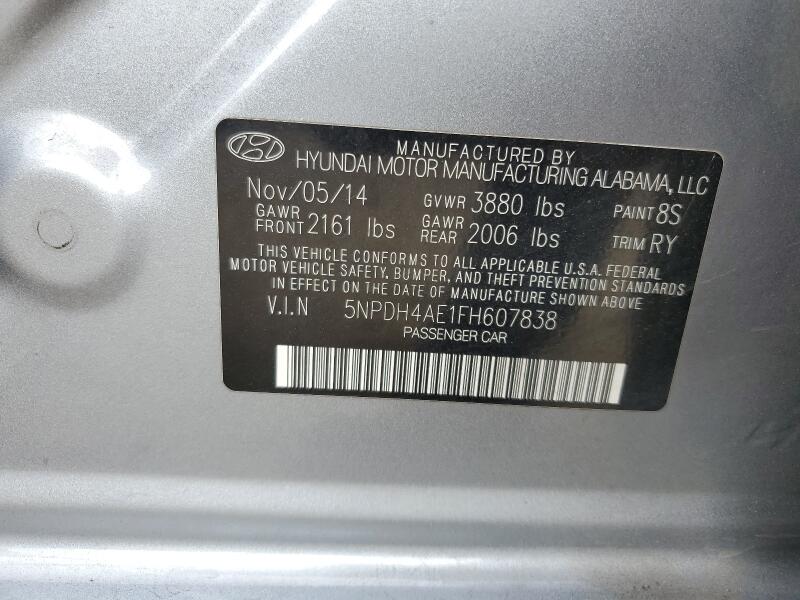 MANUFACTURED BY
HYUNDAI MOTOR MANUFACTURING ALABAMA, LLC
Nov/05/14 GVWR 3880 lbs PAINT 8S
GAWR FRONT 2161 lbs GAWR REAR 2006 lbs TRIM RY
THIS VEHICLE CONFORMS TO ALL APPLICABLE U.S.A. FEDERAL
MOTOR VEHICLE SAFETY, BUMPER, AND THEFT PREVENTION STANDARDS
IN EFFECT ON THE DATE OF MANUFACTURE SHOWN ABOVE
V.I.N 5NPDH4AE1FH607838
PASSENGER CAR